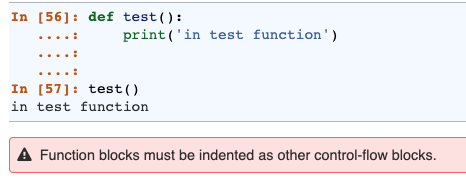 In [56]: def test():
   ....:     print('in test function')
   ....:
   ....:
In [57]: test()
in test function
Function blocks must be indented as other control-flow blocks.